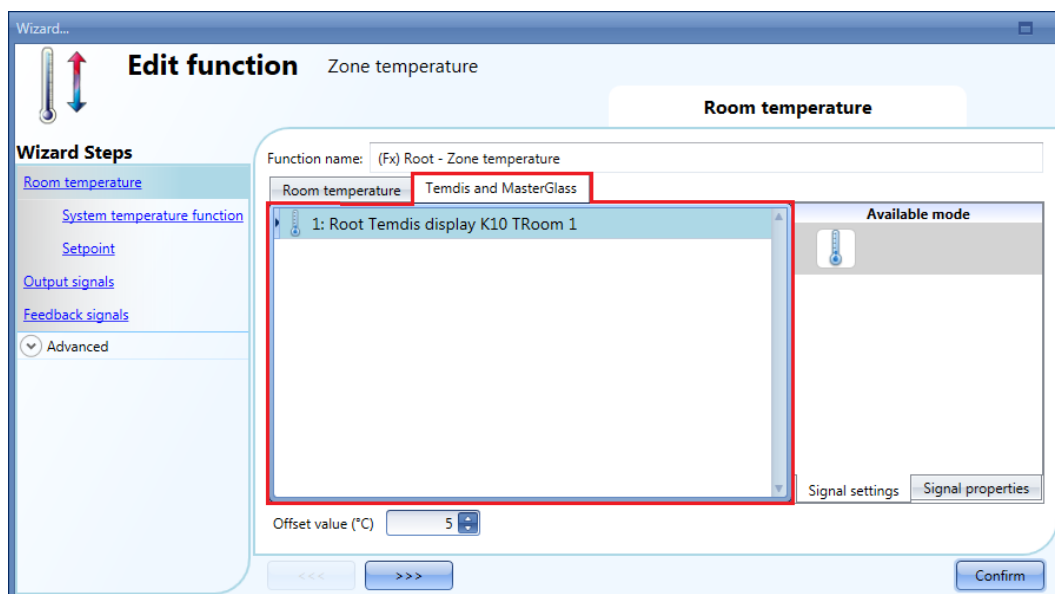 Wizard...
Edit function Zone temperature
Room temperature
Wizard Steps
Room temperature
System temperature function
Setpoint
Output signals
Feedback signals
Advanced
Function name: (Fx) Root - Zone temperature
Room temperature Temdis and MasterGlass
1: Root Temdis display K10 TRoom 1
Available mode
Signal settings Signal properties
Offset value (°C) 5
<<< >>> Confirm